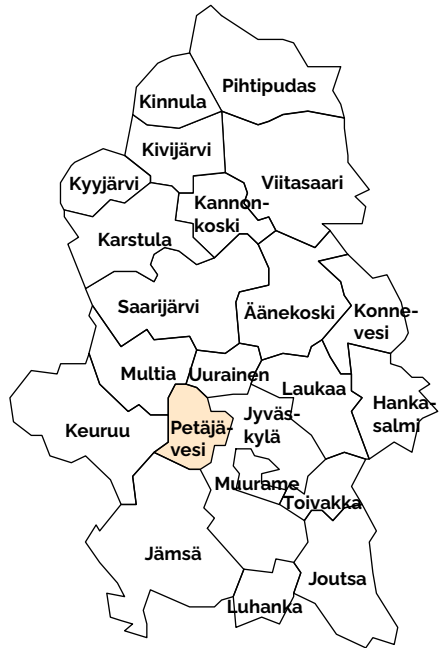 Pihtipudas
Kinnula
Kivijärvi
Kyyjärvi
Viitasaari
Kannon-
koski
Karstula
Saarijärvi
Äänekoski
Konne-
vesi
Multia
Uurainen
Laukaa
Hanka-
salmi
Keuruu
Petäjä-
vesi
Jyväs-
kylä
Muurame
Toivakka
Jämsä
Joutsa
Luhanka